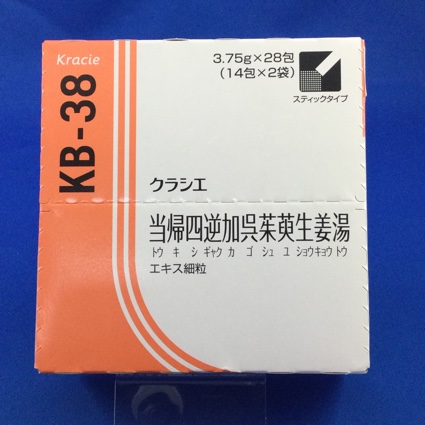 Kracie
KB-38
3.75g×28包
(14包×2袋)
スティックタイプ
クラシエ
当帰四逆加呉茱萸生姜湯
トウ キ シ ギャク カ ゴ シュ ユ ショウキョウ トウ
エキス細粒